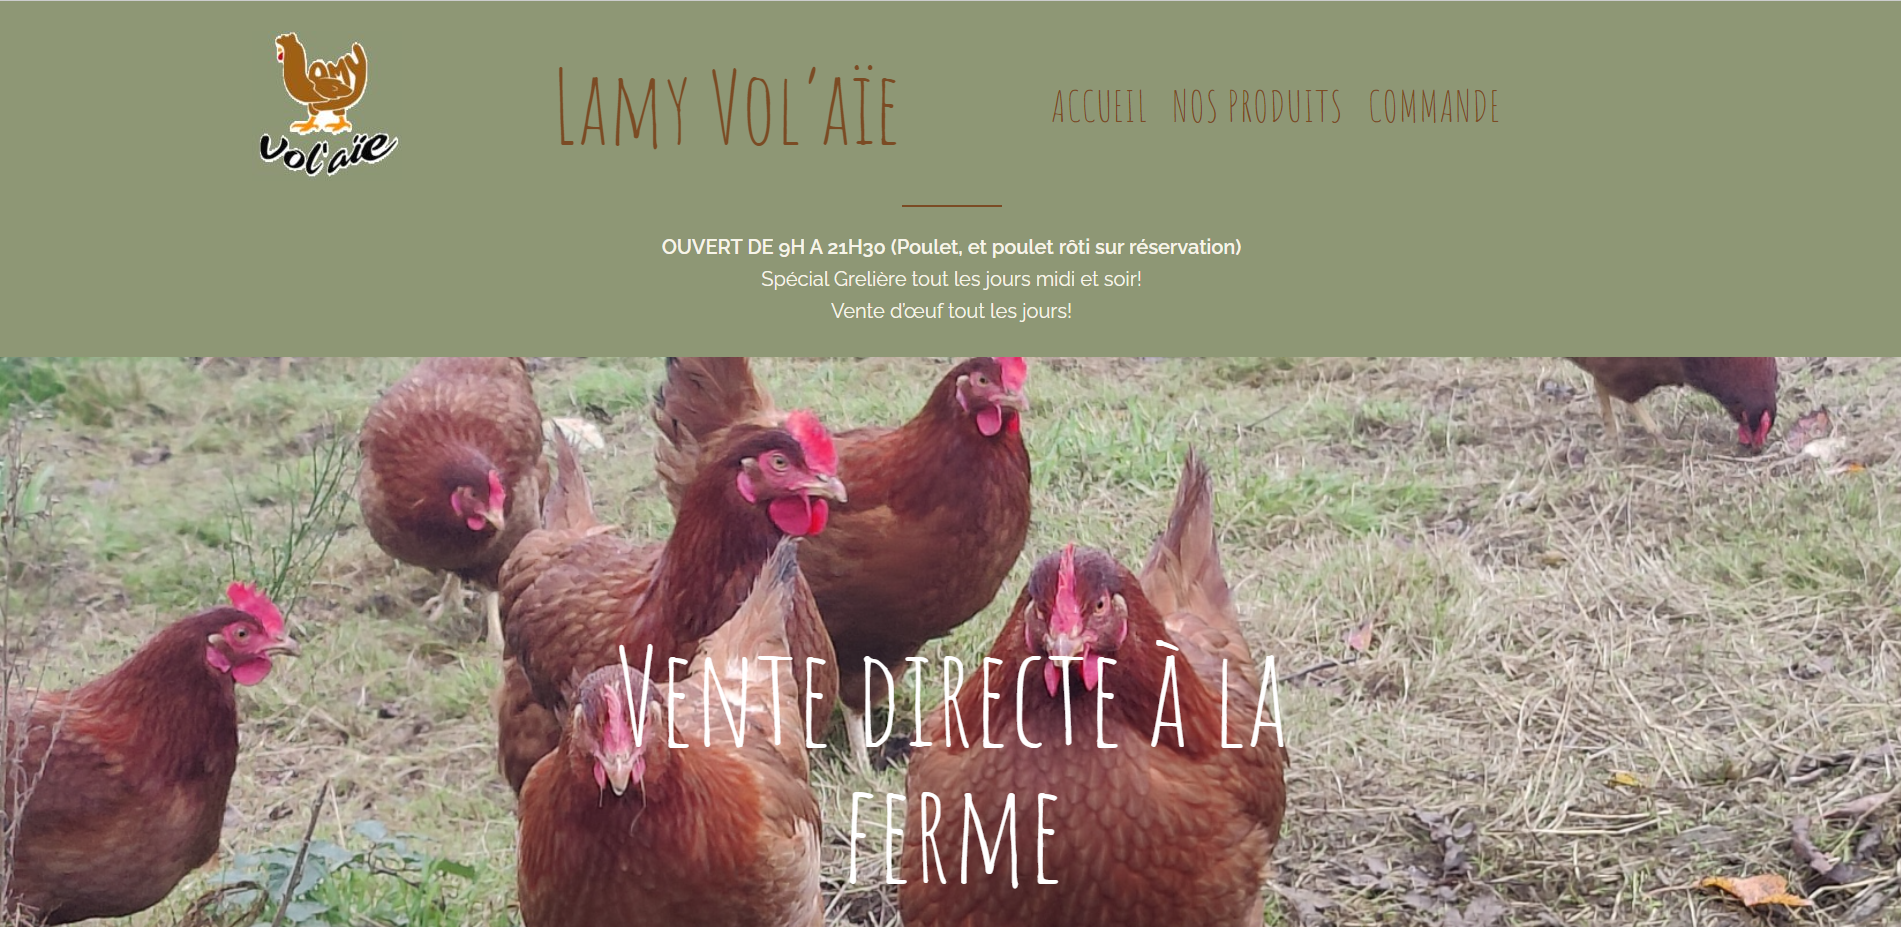 LAMY
Vol'aïe
Lamy Vol’aïe
ACCUEIL NOS PRODUITS COMMANDE
OUVERT DE 9H A 21H30 (Poulet, et poulet rôti sur réservation)
Spécial Grelière tout les jours midi et soir!
Vente d’œuf tout les jours!
Vente directe à la
ferme